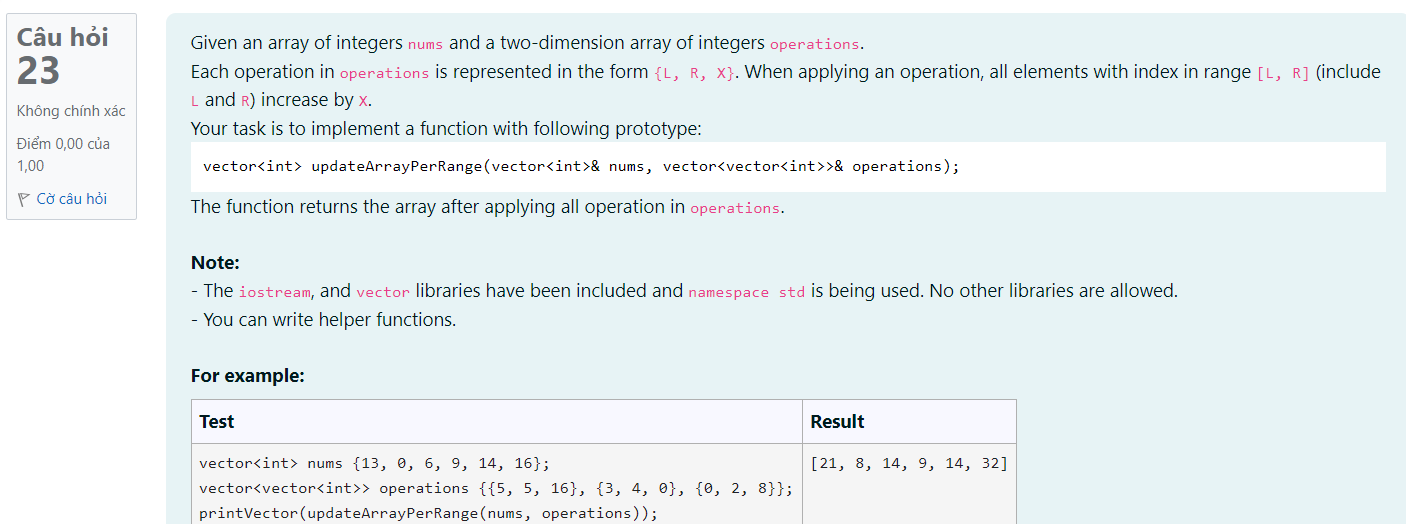 Câu hỏi
23
Không chính xác
Điểm 0,00 của
1,00
Cờ câu hỏi
Given an array of integers nums and a two-dimension array of integers operations.
Each operation in operations is represented in the form {L, R, X}. When applying an operation, all elements with index in range [L, R] (include
L and R) increase by X.
Your task is to implement a function with following prototype:
vector<int> updateArrayPerRange(vector<int>& nums, vector<vector<int>>& operations);
The function returns the array after applying all operation in operations.
Note:
- The iostream, and vector libraries have been included and namespace std is being used. No other libraries are allowed.
- You can write helper functions.
For example:
Test Result
vector<int> nums {13, 0, 6, 9, 14, 16}; [21, 8, 14, 9, 14, 32]
vector<vector<int>> operations {{5, 5, 16}, {3, 4, 0}, {0, 2, 8}};
printVector(updateArrayPerRange(nums, operations));